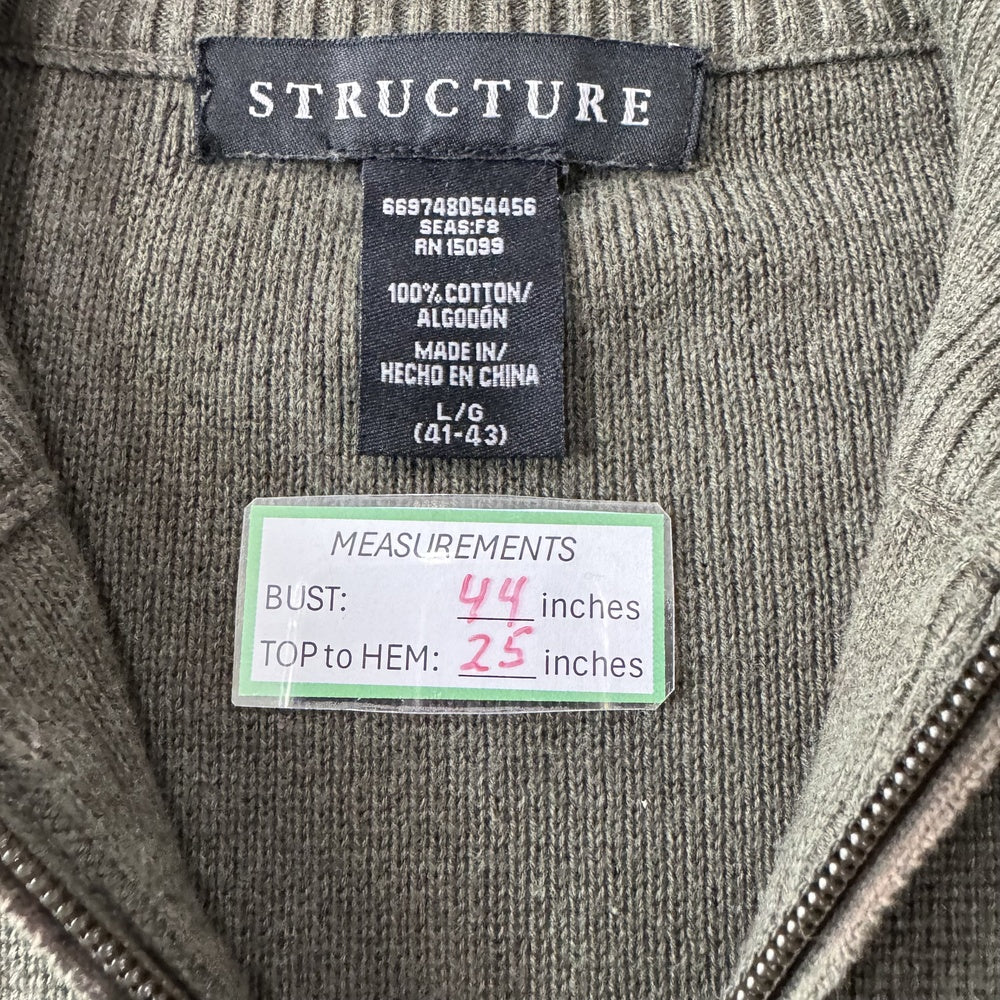 STRUCTURE
669748054456
SEAS:F8
RN 15099
100% COTTON/
ALGODÓN
MADE IN/
HECHO EN CHINA
L/G
(41-43)
MEASUREMENTS
BUST: 44 inches
TOP to HEM: 25 inches